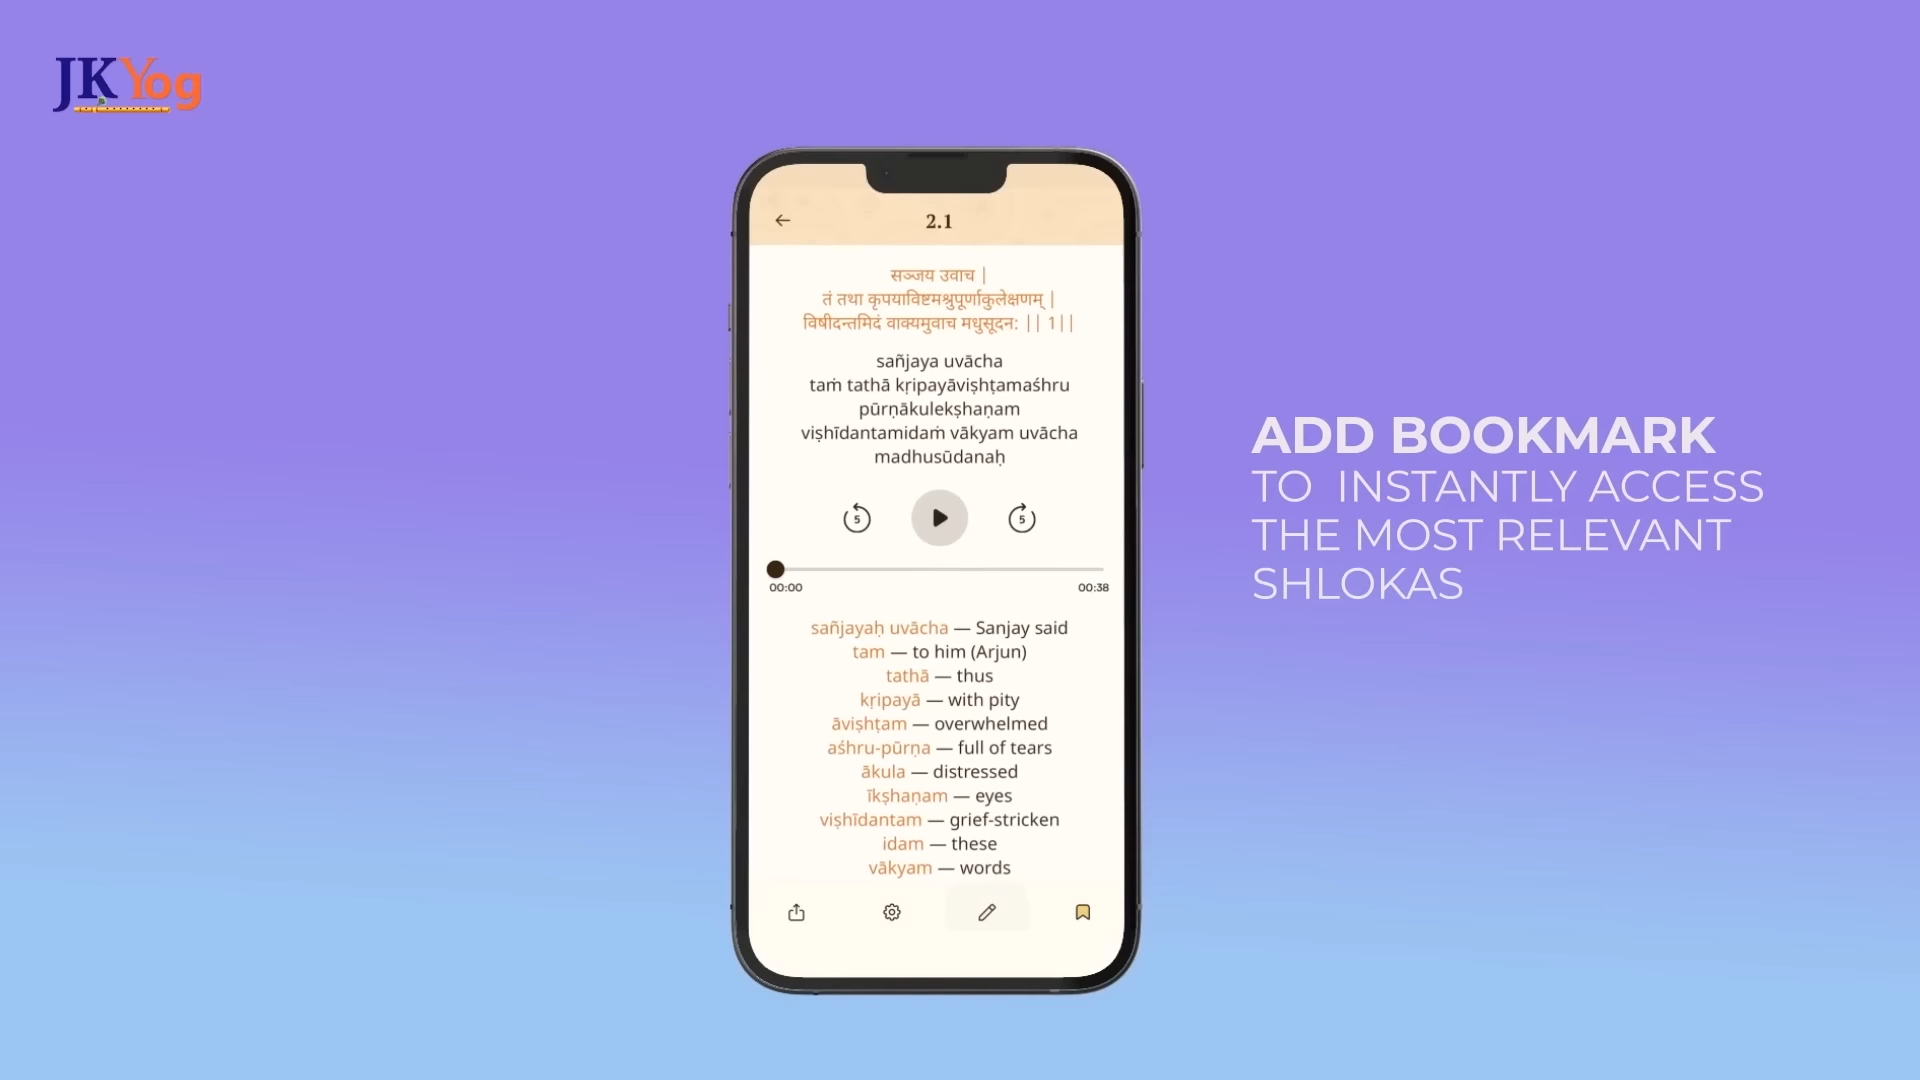 JKYog
2.1
सञ्जय उवाच |
तं तथा कृपयाविष्टमश्रुपूर्णाकुलेक्षणम् |
विषीदन्तमिदं वाक्यमुवाच मधुसूदन: || 1||
sañjaya uvācha
taṁ tathā kṛipayāviṣhṭamaśhru
pūrṇākulekṣhaṇam
viṣhīdantamidaṁ vākyam uvācha
madhusūdanaḥ
5
5
00:00
00:38
sañjayaḥ uvācha — Sanjay said
tam — to him (Arjun)
tathā — thus
kṛipayā — with pity
āviṣhṭam — overwhelmed
aśhru-pūrṇa — full of tears
ākula — distressed
īkṣhaṇam — eyes
viṣhīdantam — grief-stricken
idam — these
vākyam — words
ADD BOOKMARK
TO  INSTANTLY ACCESS
THE MOST RELEVANT
SHLOKAS